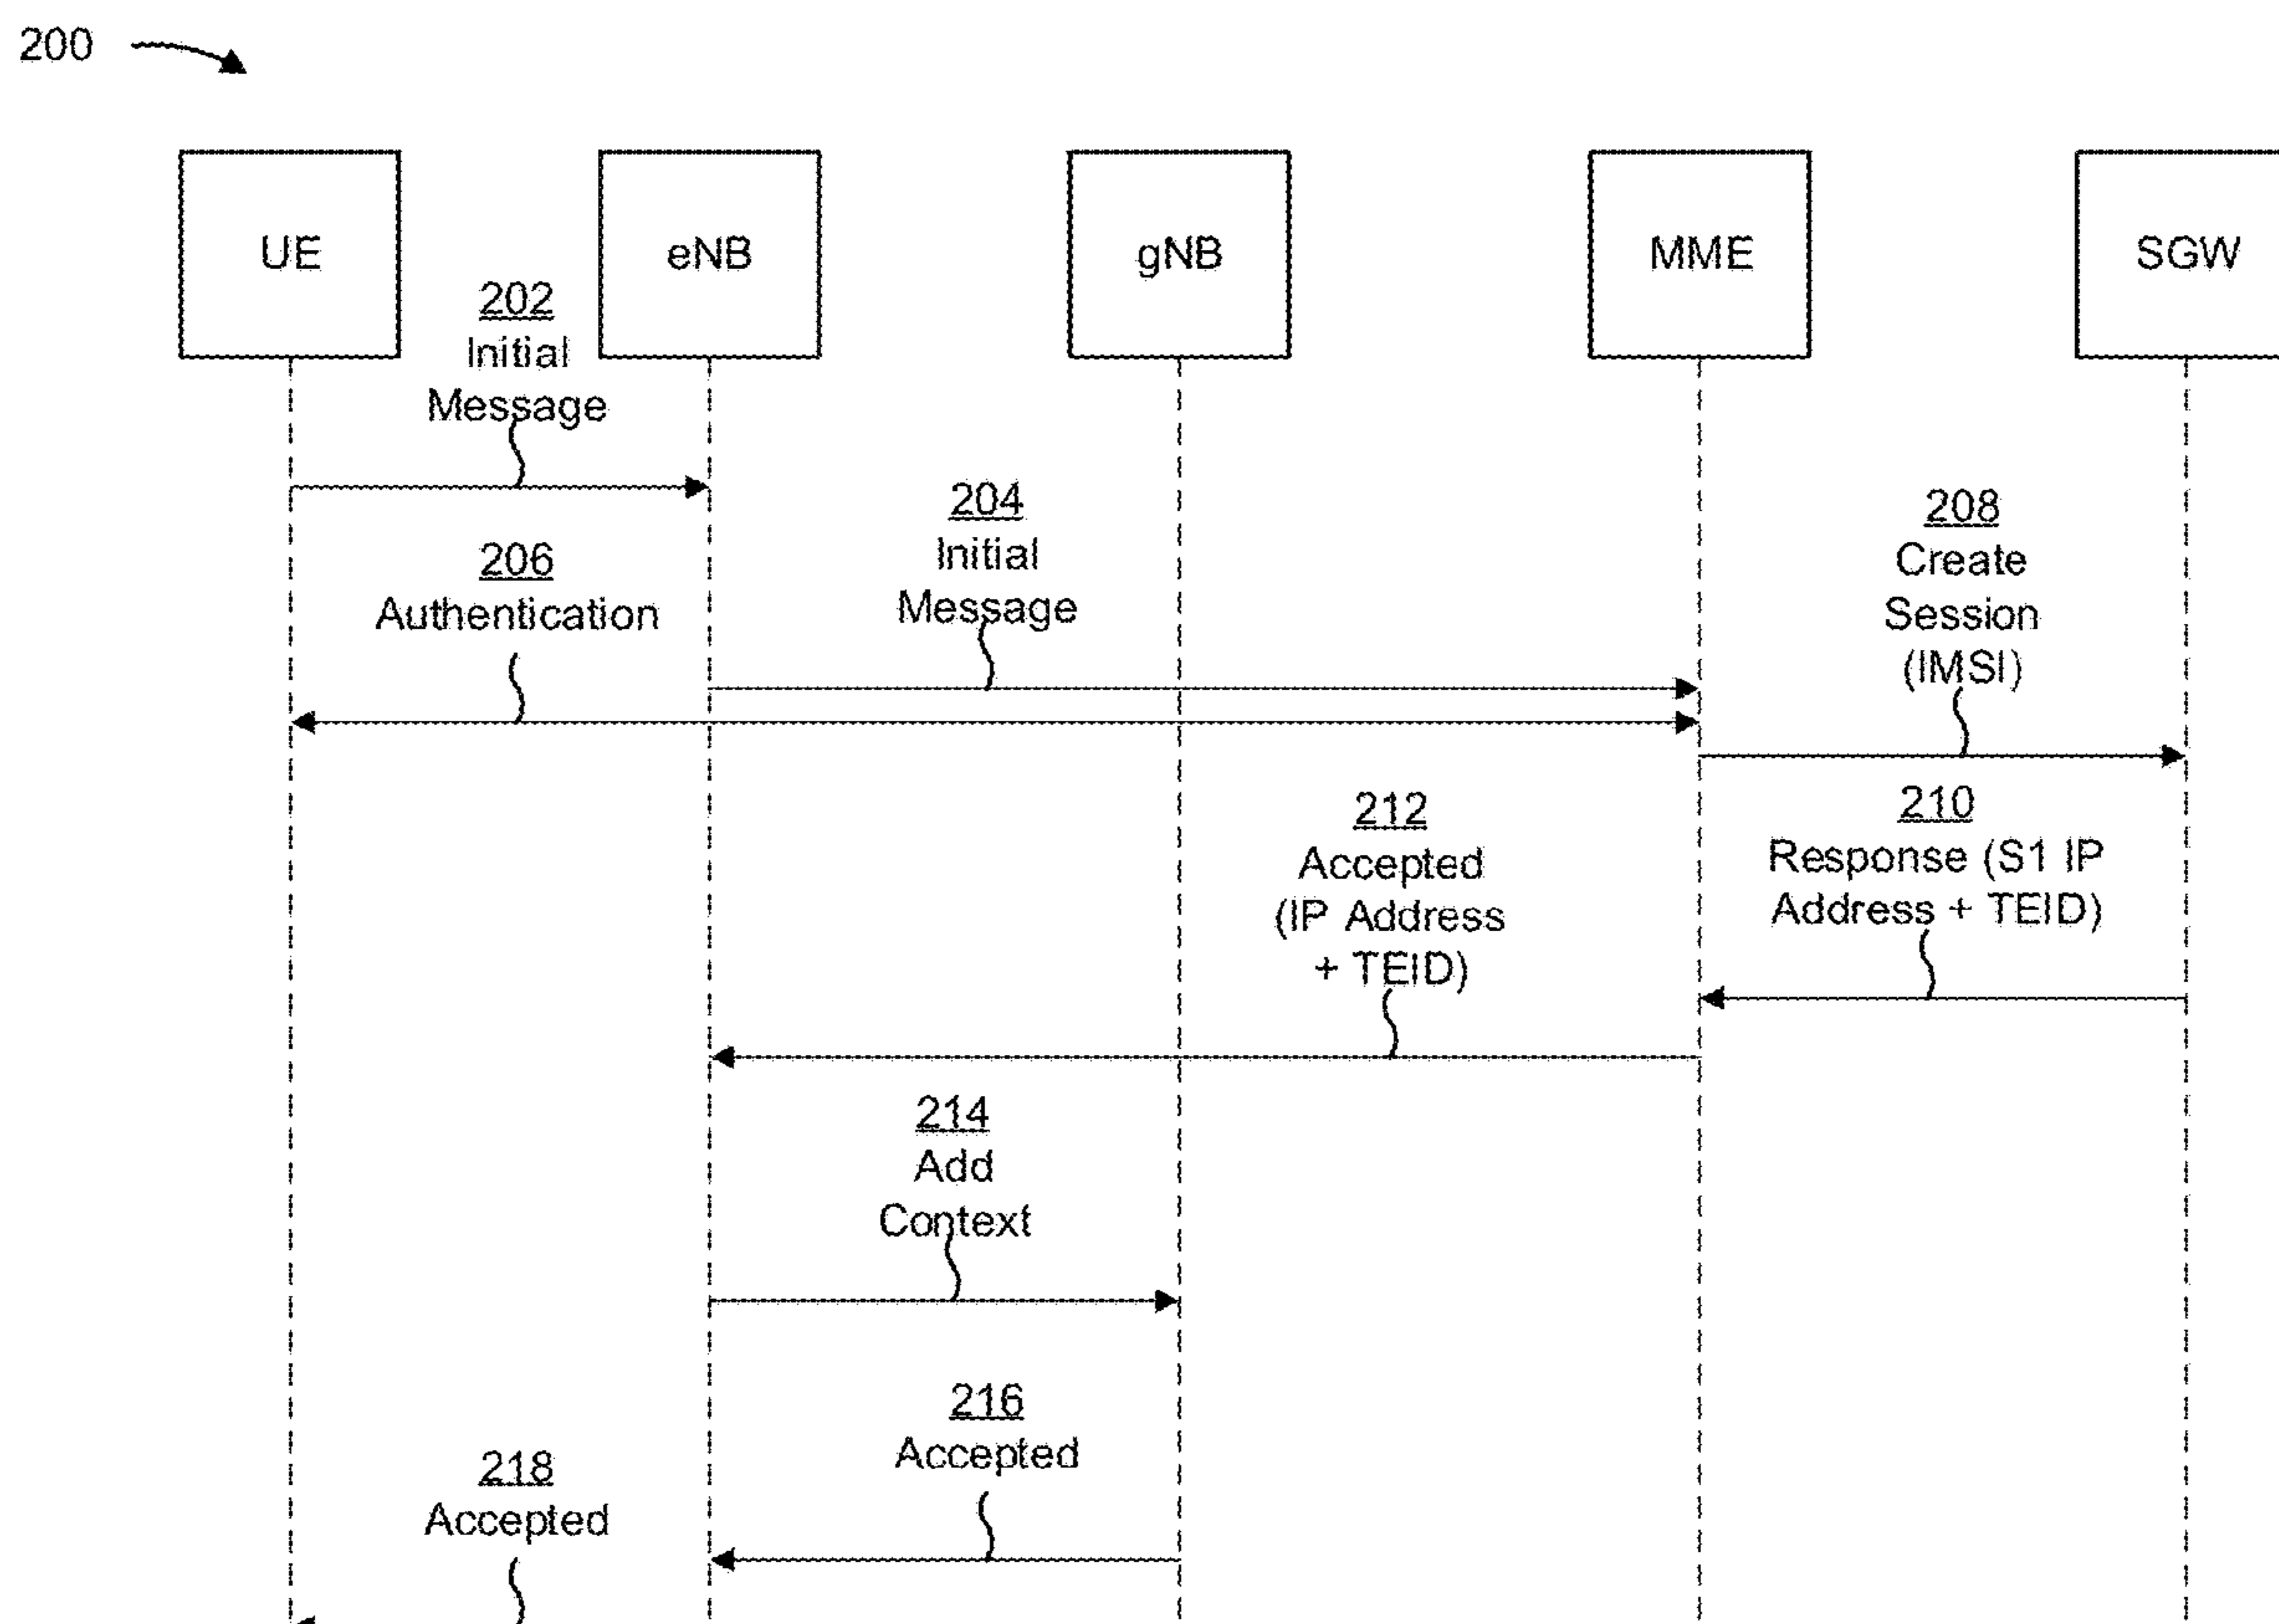 200
UE
eNB
gNB
MME
SGW
202
Initial
Message
204
Initial
Message
206
Authentication
208
Create
Session
(IMSI)
210
Response (S1 IP
Address + TEID)
212
Accepted
(IP Address
+ TEID)
214
Add
Context
216
Accepted
218
Accepted